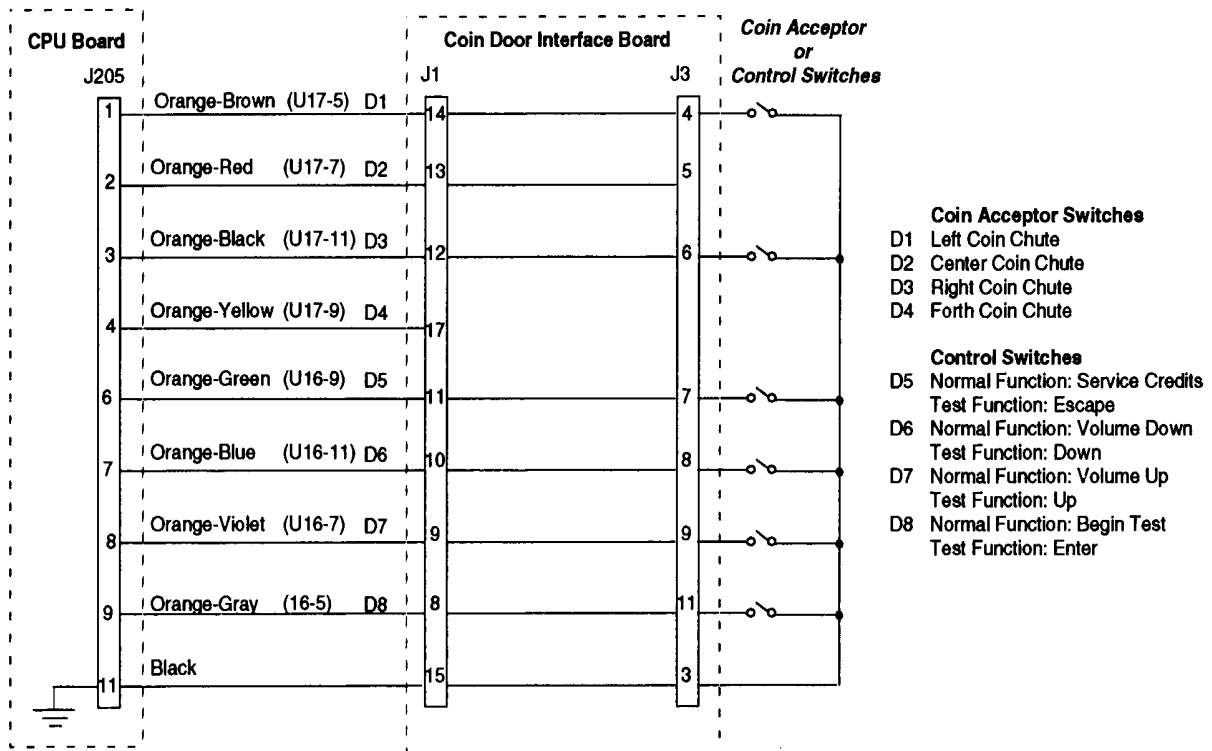 CPU Board
Coin Door Interface Board
Coin Acceptor
or
Control Switches
J205
J1
J3
1 Orange-Brown (U17-5) D1 14 4
2 Orange-Red (U17-7) D2 13 5
3 Orange-Black (U17-11) D3 12 6
4 Orange-Yellow (U17-9) D4 17
6 Orange-Green (U16-9) D5 11 7
7 Orange-Blue (U16-11) D6 10 8
8 Orange-Violet (U16-7) D7 9 9
9 Orange-Gray (16-5) D8 8 11
11 Black 15 3
Coin Acceptor Switches
D1 Left Coin Chute
D2 Center Coin Chute
D3 Right Coin Chute
D4 Forth Coin Chute
Control Switches
D5 Normal Function: Service Credits
Test Function: Escape
D6 Normal Function: Volume Down
Test Function: Down
D7 Normal Function: Volume Up
Test Function: Up
D8 Normal Function: Begin Test
Test Function: Enter